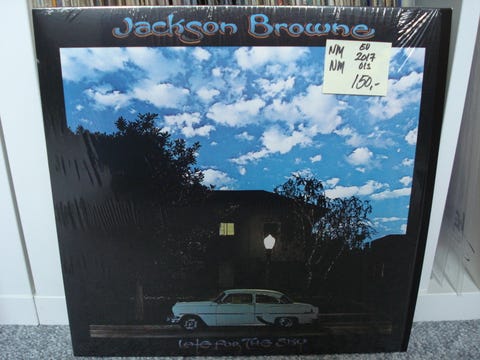 Jackson Browne
NM EU
2017
NM OIS
150,-
Late For The Sky